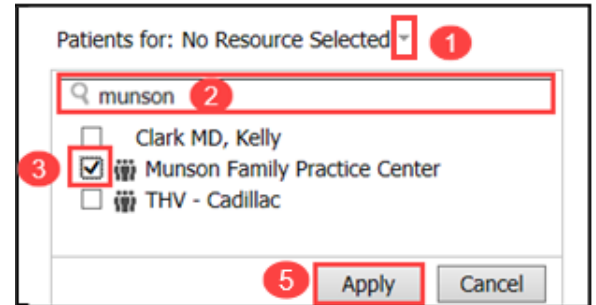 Patients for: No Resource Selected 1
munson 2
Clark MD, Kelly
3 Munson Family Practice Center
THV - Cadillac
5 Apply Cancel